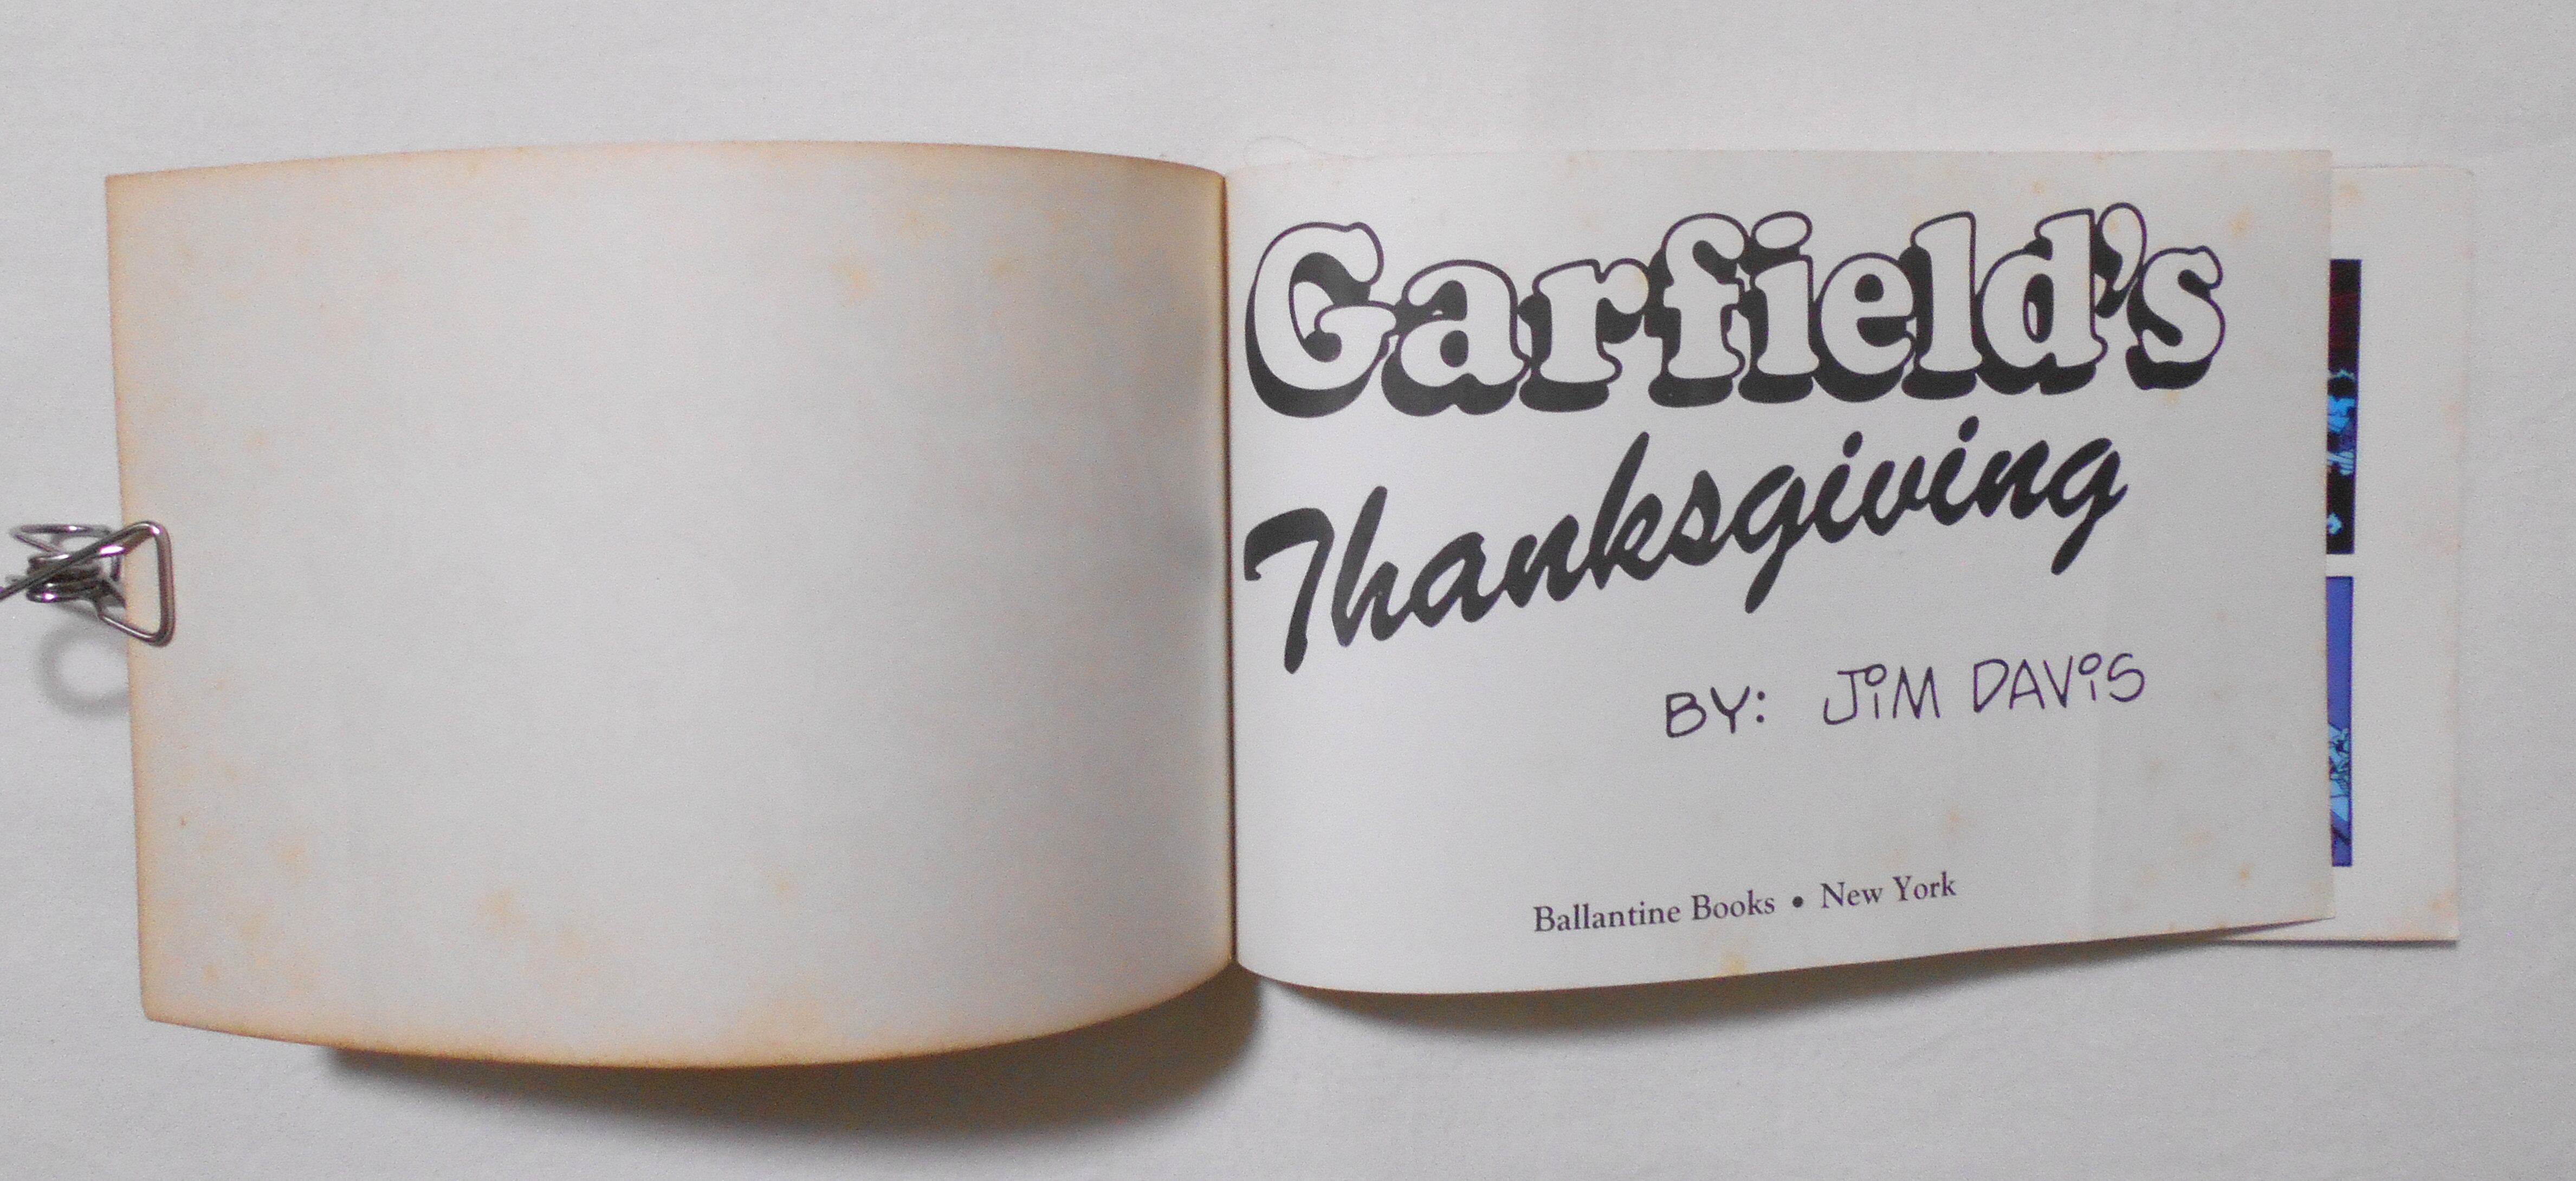 Garfield's
Thanksgiving
BY: JiM DAViS
Ballantine Books • New York